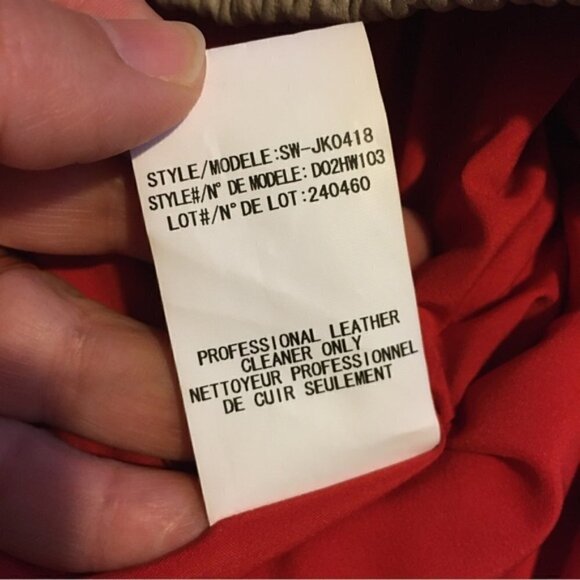 STYLE/MODELE:SW-JK0418
STYLE#/N° DE MODELE: D02HW103
LOT#/N° DE LOT:240460
PROFESSIONAL LEATHER
CLEANER ONLY
NETTOYEUR PROFESSIONNEL
DE CUIR SEULEMENT